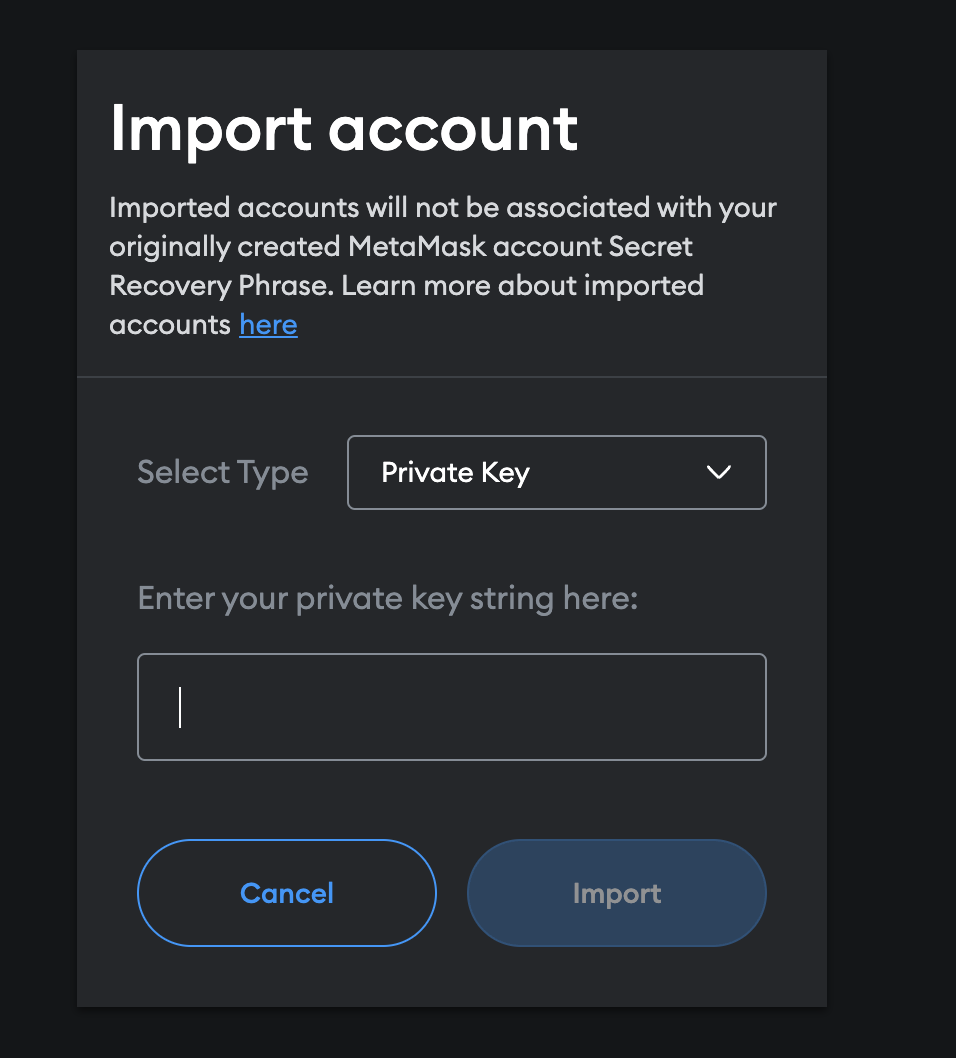 Import account
Imported accounts will not be associated with your
originally created MetaMask account Secret
Recovery Phrase. Learn more about imported
accounts here
Select Type
Private Key
Enter your private key string here:
Cancel
Import